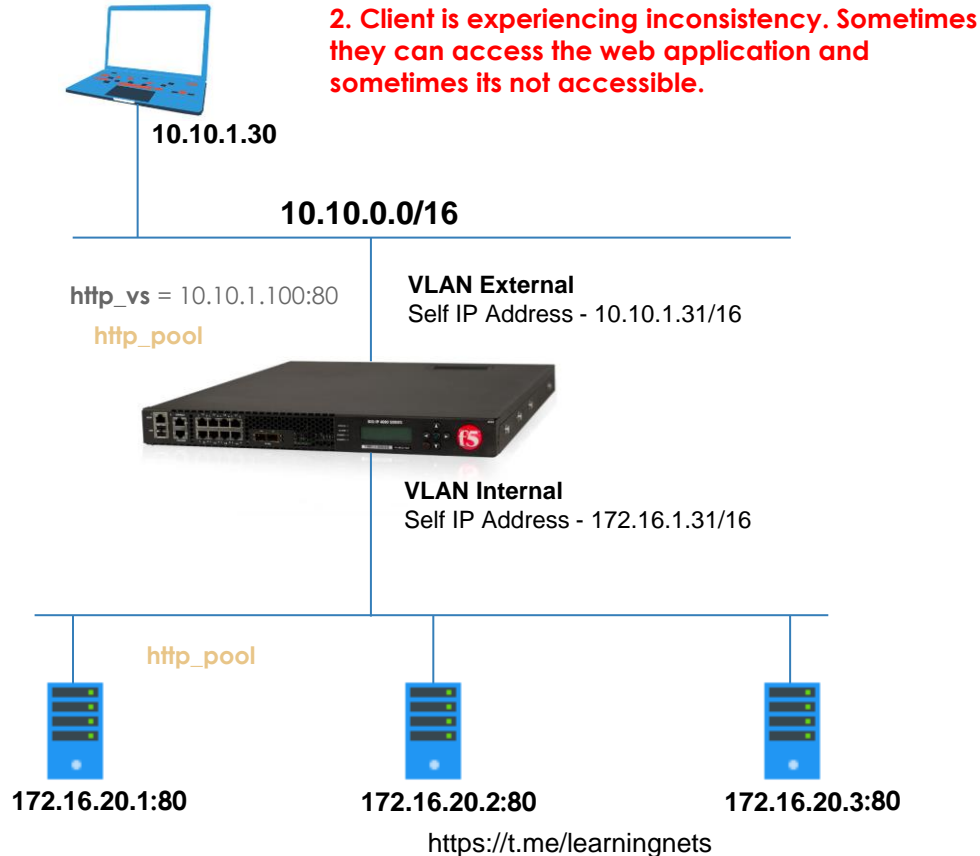 2. Client is experiencing inconsistency. Sometimes
they can access the web application and
sometimes its not accessible.
10.10.1.30
10.10.0.0/16
http_vs = 10.10.1.100:80
http_pool
VLAN External
Self IP Address - 10.10.1.31/16
f5
VLAN Internal
Self IP Address - 172.16.1.31/16
http_pool
172.16.20.1:80
172.16.20.2:80
172.16.20.3:80
https://t.me/learningnets